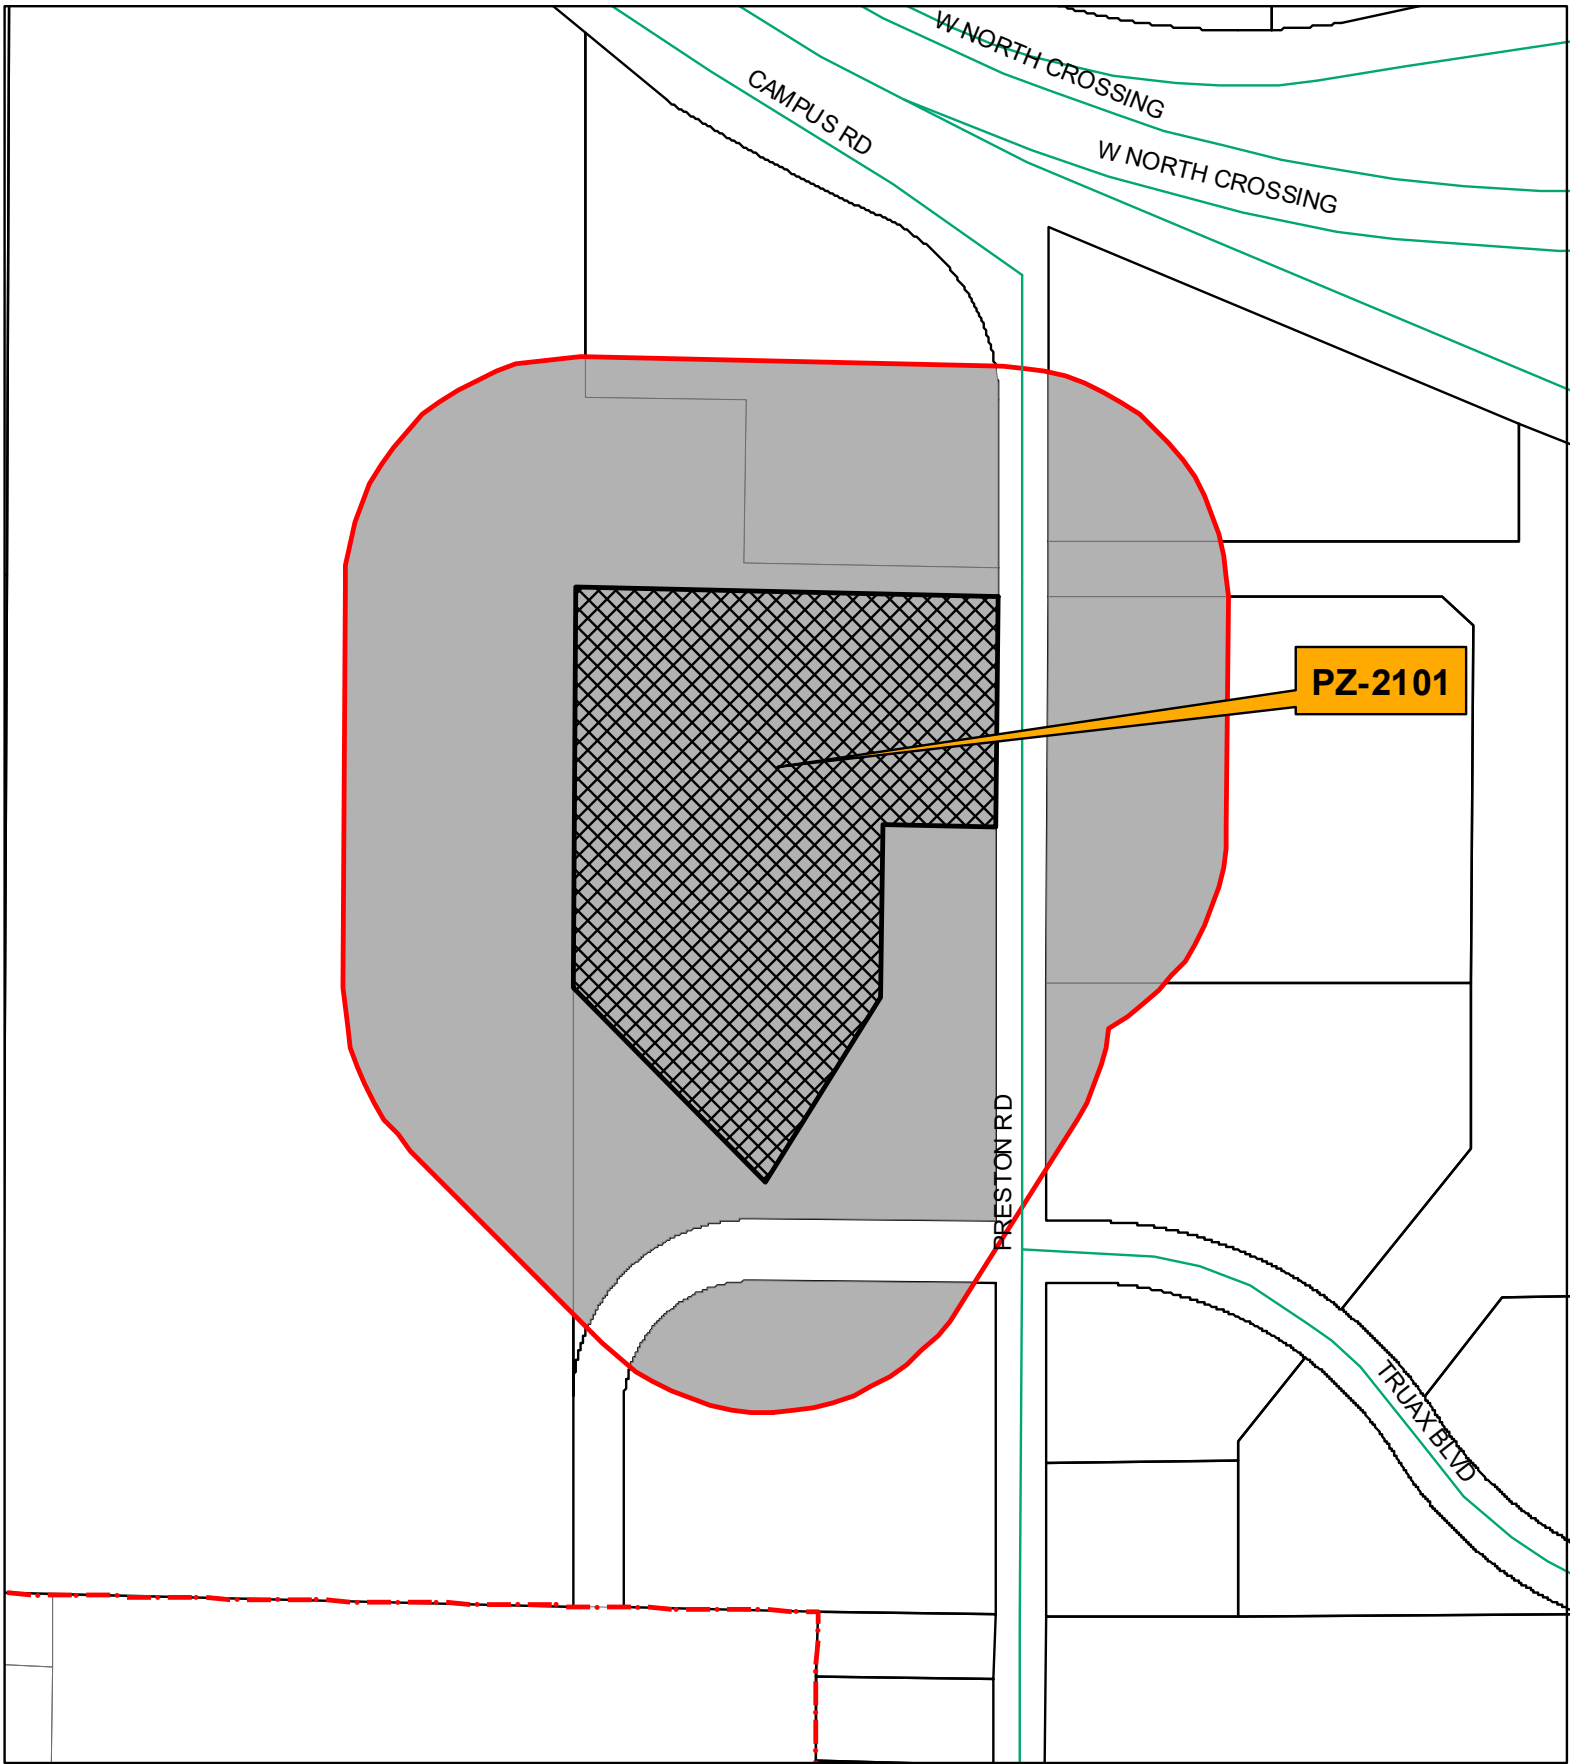 W NORTH CROSSING
CAMPUS RD
W NORTH CROSSING
PZ-2101
PRESTON RD
TRUAX BLVD